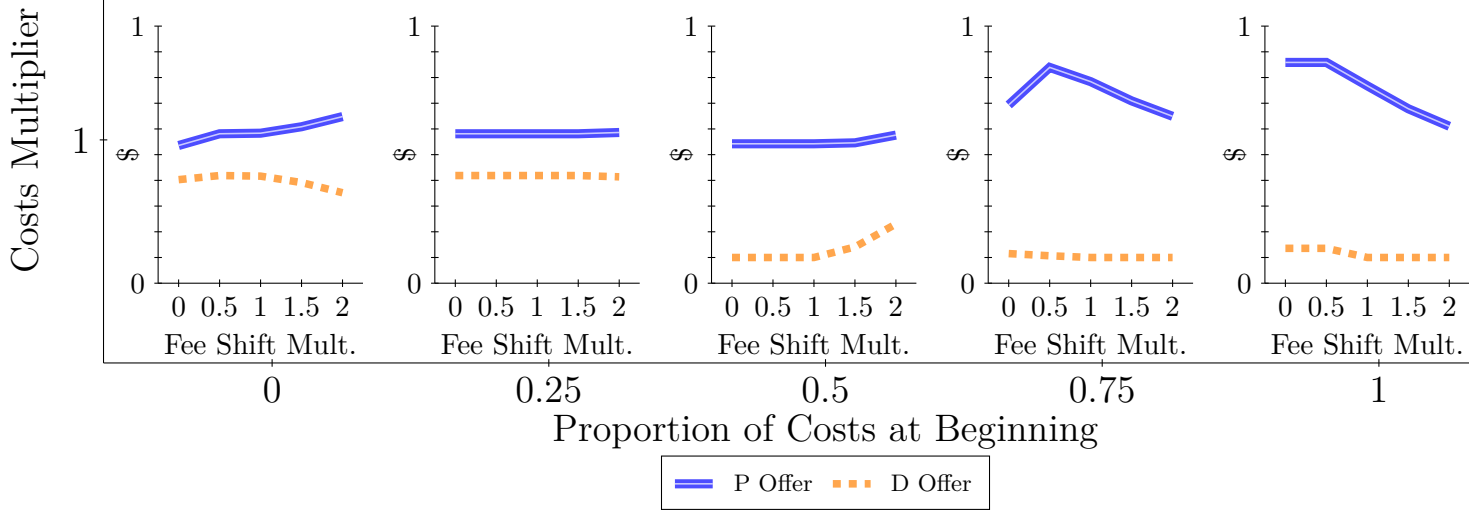 Costs Multiplier
1
1 1 1 1 1
$ $ $ $ $
0 0 0 0 0
0 0.5 1 1.5 2 0 0.5 1 1.5 2 0 0.5 1 1.5 2 0 0.5 1 1.5 2 0 0.5 1 1.5 2
Fee Shift Mult. Fee Shift Mult. Fee Shift Mult. Fee Shift Mult. Fee Shift Mult.
0 0.25 0.5 0.75 1
Proportion of Costs at Beginning
P Offer D Offer